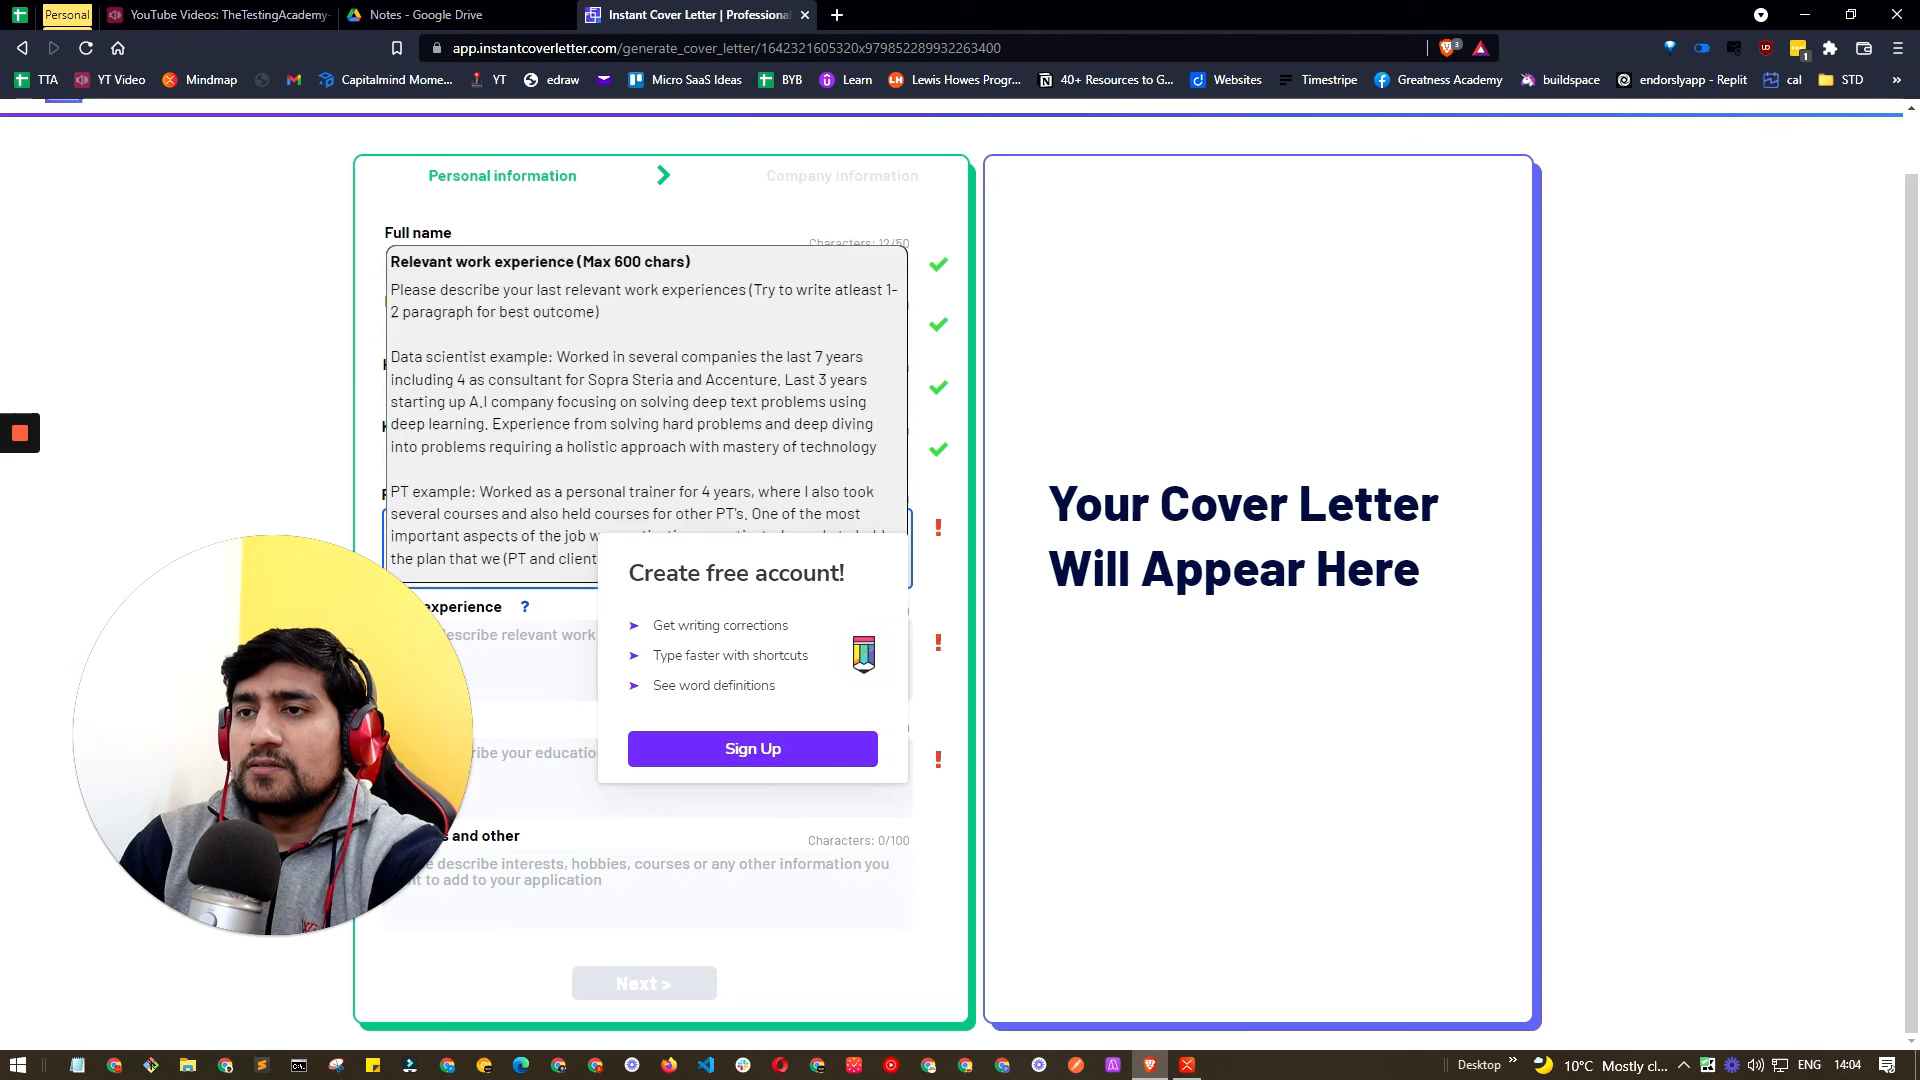 Personal
YouTube Videos: TheTestingAcademy
Notes - Google Drive
Instant Cover Letter | Professional
app.instantcoverletter.com/generate_cover_letter/1642321605320x979852289932263400
3
1
TTA
YT Video
Mindmap
Capitalmind Mome...
YT
edraw
Micro SaaS Ideas
BYB
Learn
Lewis Howes Progr...
40+ Resources to G...
Websites
Timestripe
Greatness Academy
buildspace
endorslyapp - Replit
cal
STD
»
Personal information
Company information
Full name
Characters: 12/50
Relevant work experience (Max 600 chars)
Please describe your last relevant work experiences (Try to write atleast 1-
2 paragraph for best outcome)
Data scientist example: Worked in several companies the last 7 years
including 4 as consultant for Sopra Steria and Accenture. Last 3 years
starting up A.I company focusing on solving deep text problems using
deep learning. Experience from solving hard problems and deep diving
into problems requiring a holistic approach with mastery of technology
PT example: Worked as a personal trainer for 4 years, where I also took
several courses and also held courses for other PT's. One of the most
important aspects of the job
the plan that we (PT and client
experience ?
describe relevant work
Create free account!
Get writing corrections
Type faster with shortcuts
See word definitions
Sign Up
your educatio
and other
Characters: 0/100
describe interests, hobbies, courses or any other information you
to add to your application
Next >
Your Cover Letter
Will Appear Here
Desktop
»
10°C Mostly cl...
ENG
14:04